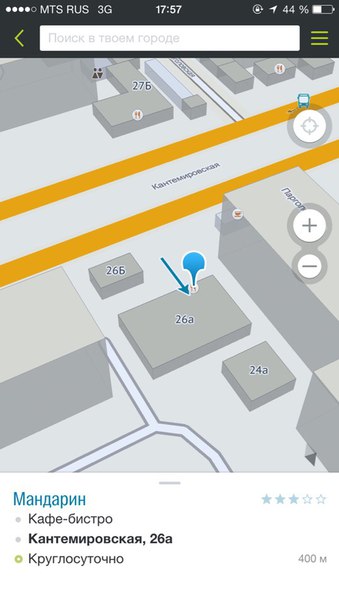 MTS RUS 3G 17:57 44 %
Поиск в твоем городе
27Б
Кантемировская
26Б
26а
24а
Мандарин
Кафе-бистро
Кантемировская, 26а
Круглосуточно 400 м